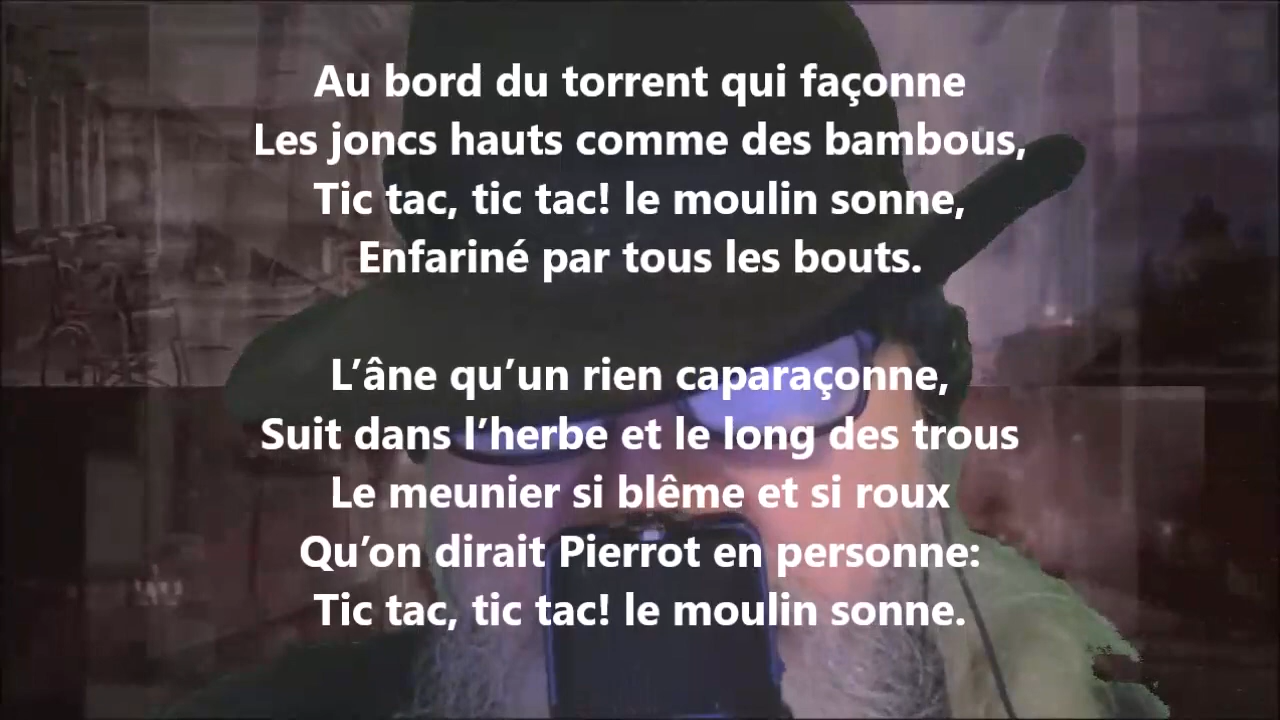 Au bord du torrent qui façonne
Les joncs hauts comme des bambous,
Tic tac, tic tac! le moulin sonne,
Enfariné par tous les bouts.
L’âne qu’un rien caparaçonne,
Suit dans l’herbe et le long des trous
Le meunier si blême et si roux
Qu’on dirait Pierrot en personne:
Tic tac, tic tac! le moulin sonne.